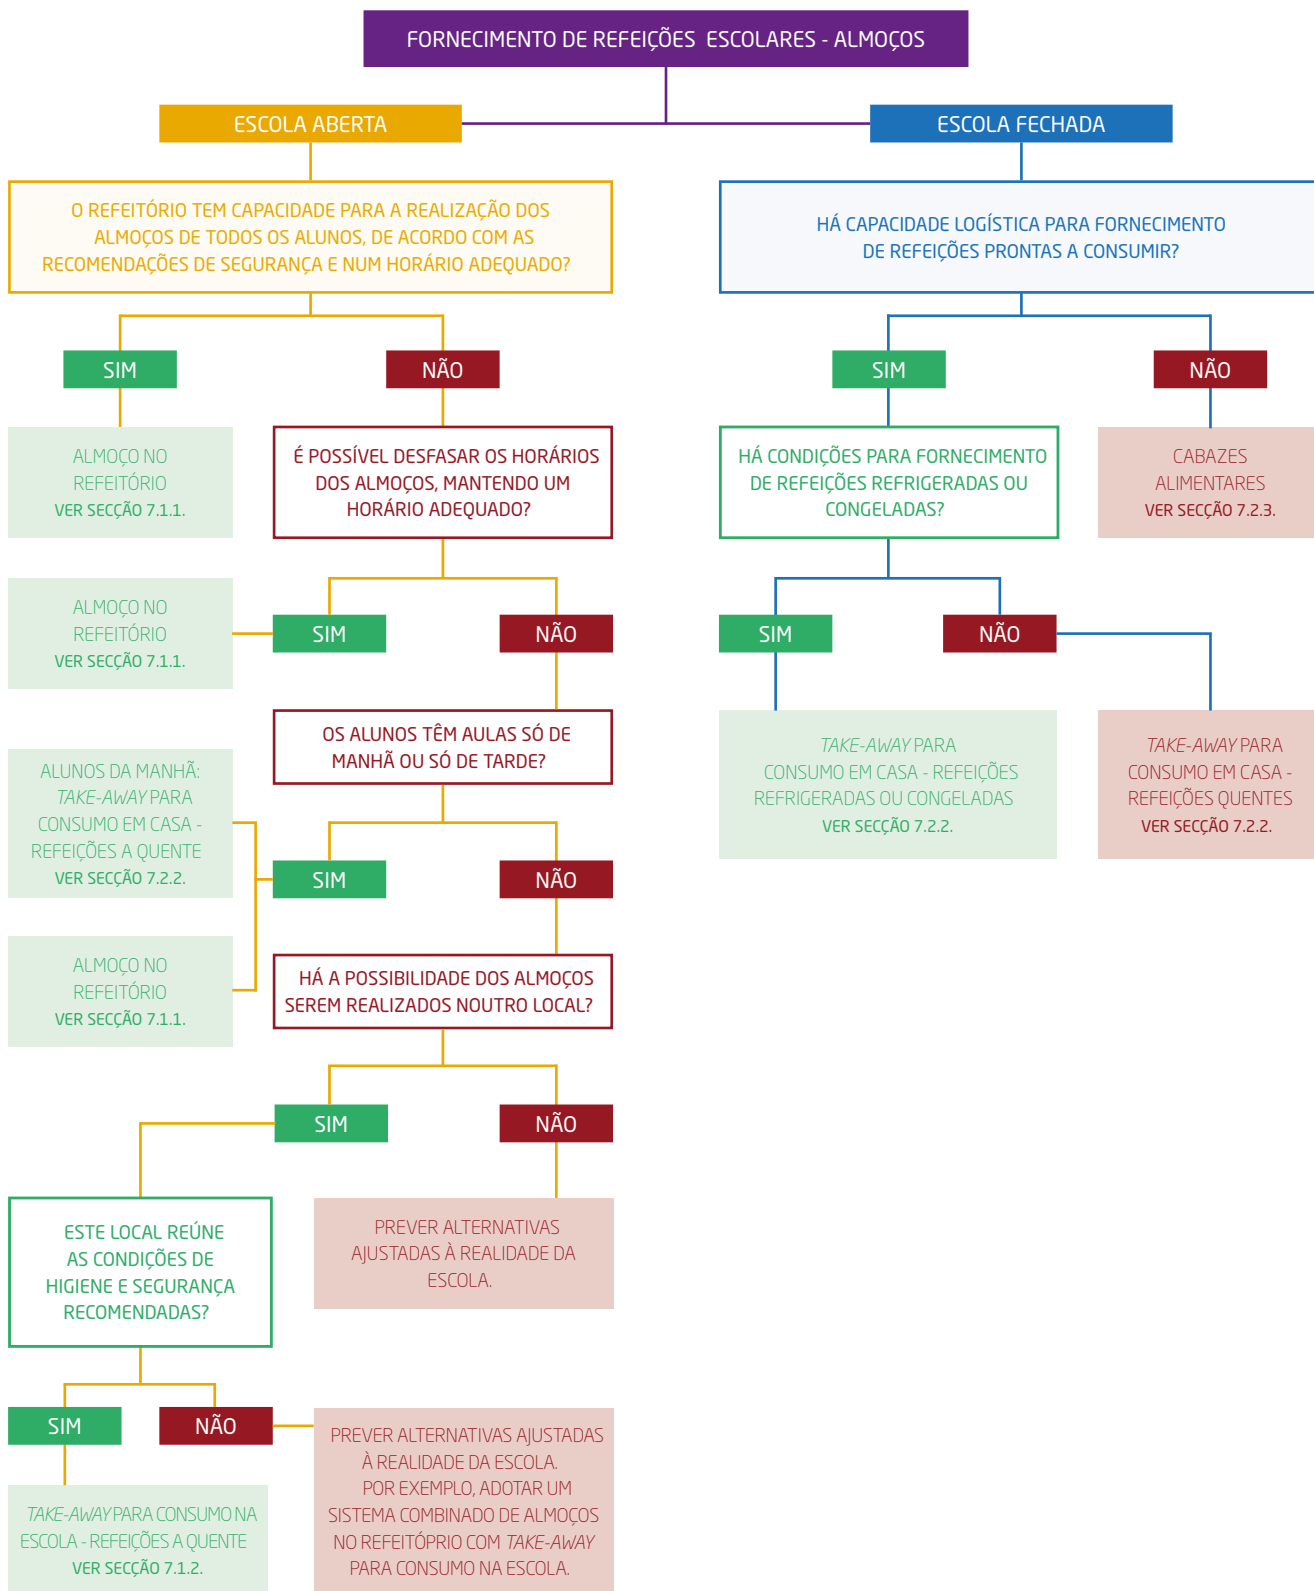 FORNECIMENTO DE REFEIÇÕES ESCOLARES - ALMOÇOS
ESCOLA ABERTA
ESCOLA FECHADA
O REFEITÓRIO TEM CAPACIDADE PARA A REALIZAÇÃO DOS
ALMOÇOS DE TODOS OS ALUNOS, DE ACORDO COM AS
RECOMENDAÇÕES DE SEGURANÇA E NUM HORÁRIO ADEQUADO?
HÁ CAPACIDADE LOGÍSTICA PARA FORNECIMENTO
DE REFEIÇÕES PRONTAS A CONSUMIR?
SIM
NÃO
SIM
NÃO
ALMOÇO NO
REFEITÓRIO
VER SECÇÃO 7.1.1.
É POSSÍVEL DESFASAR OS HORÁRIOS
DOS ALMOÇOS, MANTENDO UM
HORÁRIO ADEQUADO?
HÁ CONDIÇÕES PARA FORNECIMENTO
DE REFEIÇÕES REFRIGERADAS OU
CONGELADAS?
CABAZES
ALIMENTARES
VER SECÇÃO 7.2.3.
ALMOÇO NO
REFEITÓRIO
VER SECÇÃO 7.1.1.
SIM
NÃO
SIM
NÃO
OS ALUNOS TÊM AULAS SÓ DE
MANHÃ OU SÓ DE TARDE?
TAKE-AWAY PARA
CONSUMO EM CASA - REFEIÇÕES
REFRIGERADAS OU CONGELADAS
VER SECÇÃO 7.2.2.
TAKE-AWAY PARA
CONSUMO EM CASA -
REFEIÇÕES QUENTES
VER SECÇÃO 7.2.2.
ALUNOS DA MANHÃ:
TAKE-AWAY PARA
CONSUMO EM CASA -
REFEIÇÕES A QUENTE
VER SECÇÃO 7.2.2.
SIM
NÃO
ALMOÇO NO
REFEITÓRIO
VER SECÇÃO 7.1.1.
HÁ A POSSIBILIDADE DOS ALMOÇOS
SEREM REALIZADOS NOUTRO LOCAL?
SIM
NÃO
ESTE LOCAL REÚNE
AS CONDIÇÕES DE
HIGIENE E SEGURANÇA
RECOMENDADAS?
PREVER ALTERNATIVAS
AJUSTADAS À REALIDADE DA
ESCOLA.
SIM
NÃO
PREVER ALTERNATIVAS AJUSTADAS
À REALIDADE DA ESCOLA.
POR EXEMPLO, ADOTAR UM
SISTEMA COMBINADO DE ALMOÇOS
NO REFEITÓPRIO COM TAKE-AWAY
PARA CONSUMO NA ESCOLA.
TAKE-AWAY PARA CONSUMO NA
ESCOLA - REFEIÇÕES A QUENTE
VER SECÇÃO 7.1.2.